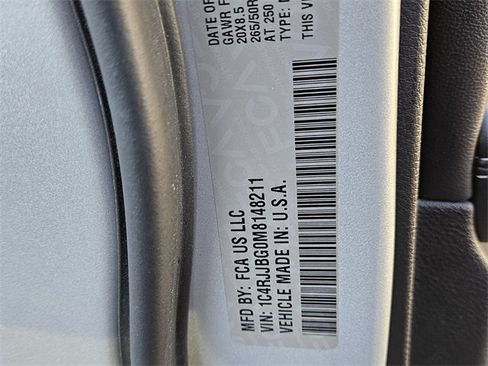 DATE OF
GAWR F
20X8.5
265/50R
AT 250
TYPE:
THIS V
MFD BY: FCA US LLC
VIN: 1C4RJJBG0M8148211
VEHICLE MADE IN: U.S.A.